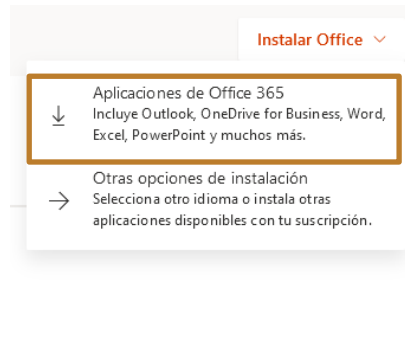 Instalar Office
Aplicaciones de Office 365
Incluye Outlook, OneDrive for Business, Word,
Excel, PowerPoint y muchos más.
Otras opciones de instalación
Selecciona otro idioma o instala otras
aplicaciones disponibles con tu suscripción.